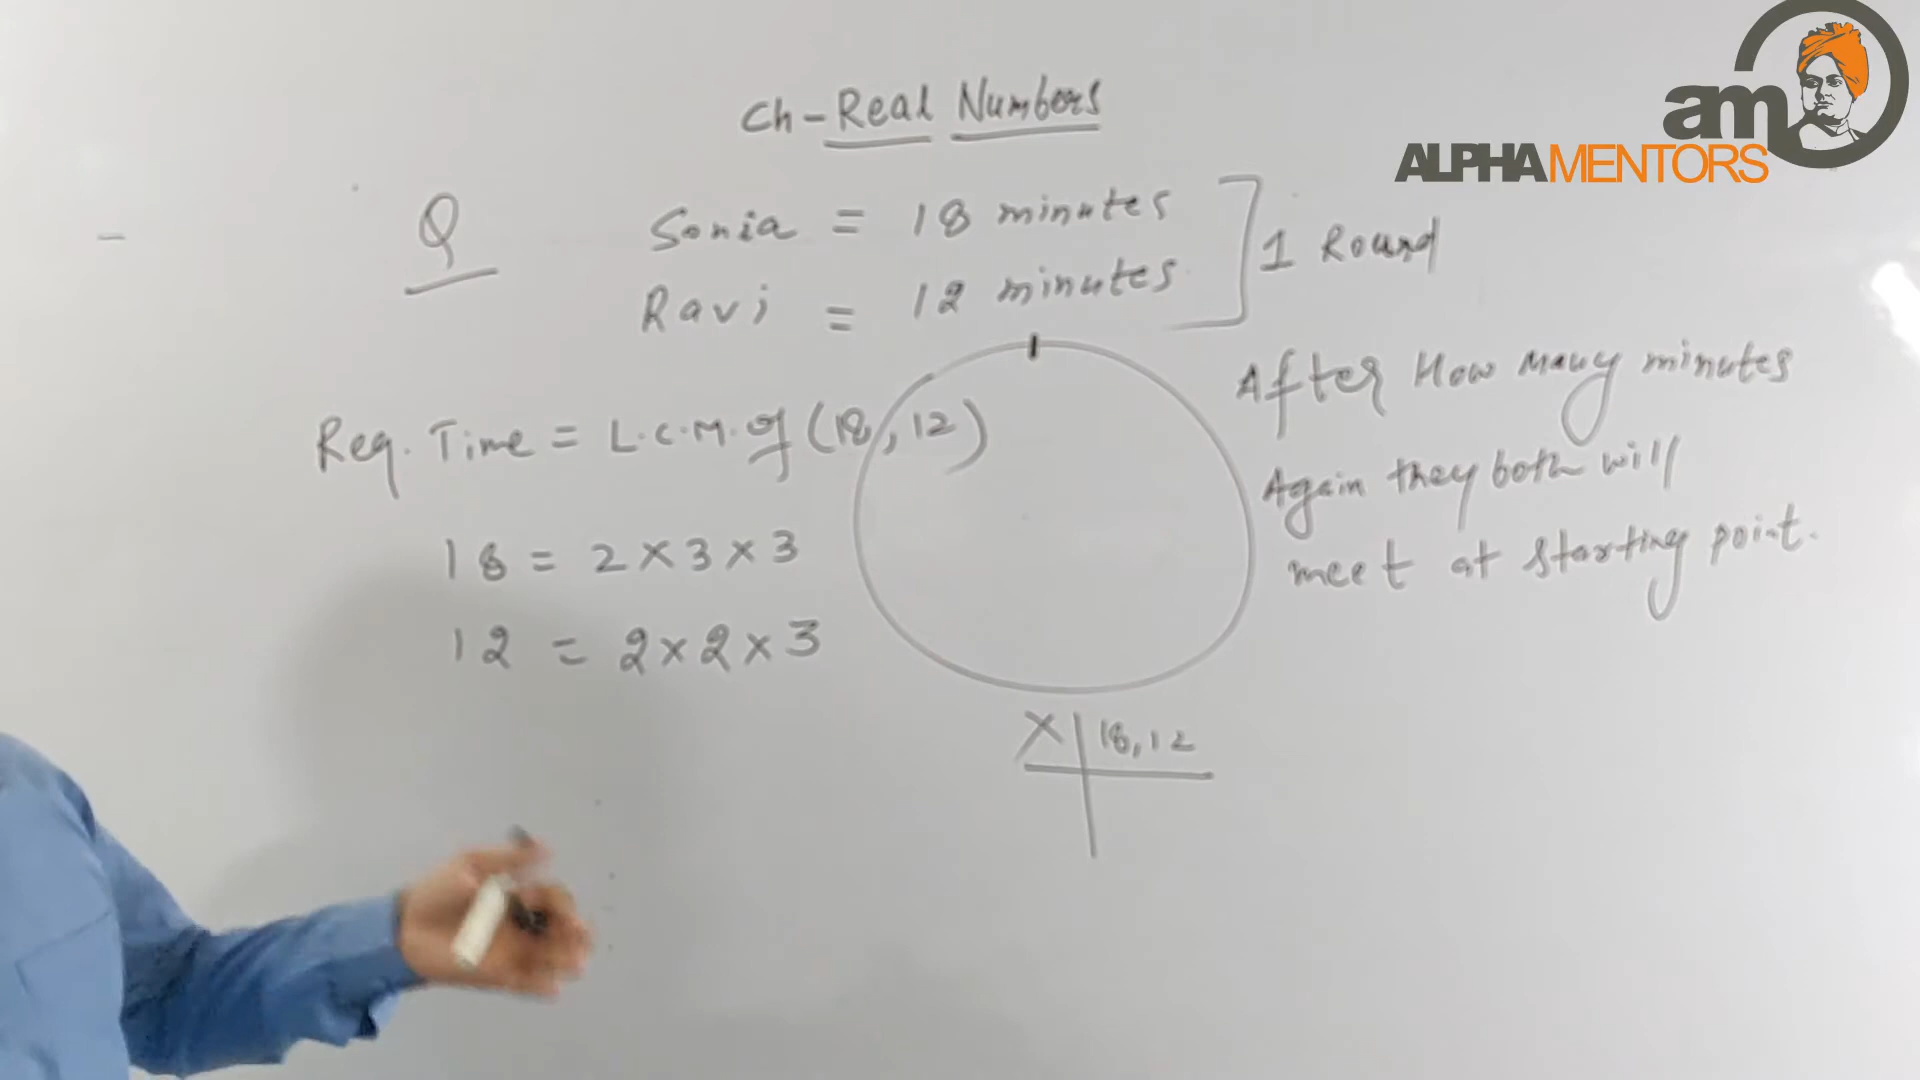 am
ALPHAMENTORS
Ch-Real Numbers
Q
Sonia = 18 minutes
Ravi = 12 minutes
1 Round
After How Many minutes
Again they both will
meet at starting point.
Req. Time = L.C.M. of (18, 12)
18 = 2×3×3
12 = 2×2×3
X 18, 12